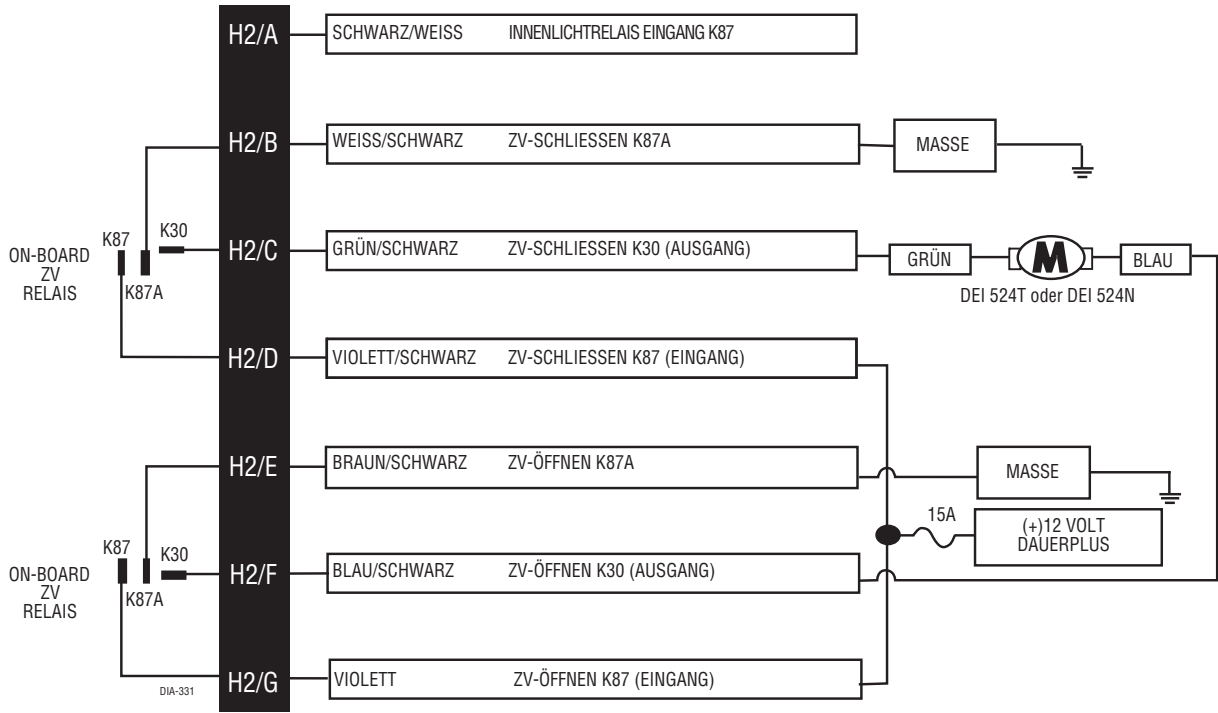 H2/A SCHWARZ/WEISS INNENLICHTRELAIS EINGANG K87
H2/B WEISS/SCHWARZ ZV-SCHLIESSEN K87A MASSE
K87 K30
ON-BOARD
ZV
RELAIS
K87A
H2/C GRÜN/SCHWARZ ZV-SCHLIESSEN K30 (AUSGANG) GRÜN M BLAU
DEI 524T oder DEI 524N
H2/D VIOLETT/SCHWARZ ZV-SCHLIESSEN K87 (EINGANG)
H2/E BRAUN/SCHWARZ ZV-ÖFFNEN K87A MASSE
15A
(+)12 VOLT
DAUERPLUS
K87 K30
ON-BOARD
ZV
RELAIS
K87A
H2/F BLAU/SCHWARZ ZV-ÖFFNEN K30 (AUSGANG)
H2/G VIOLETT ZV-ÖFFNEN K87 (EINGANG)
DIA-331